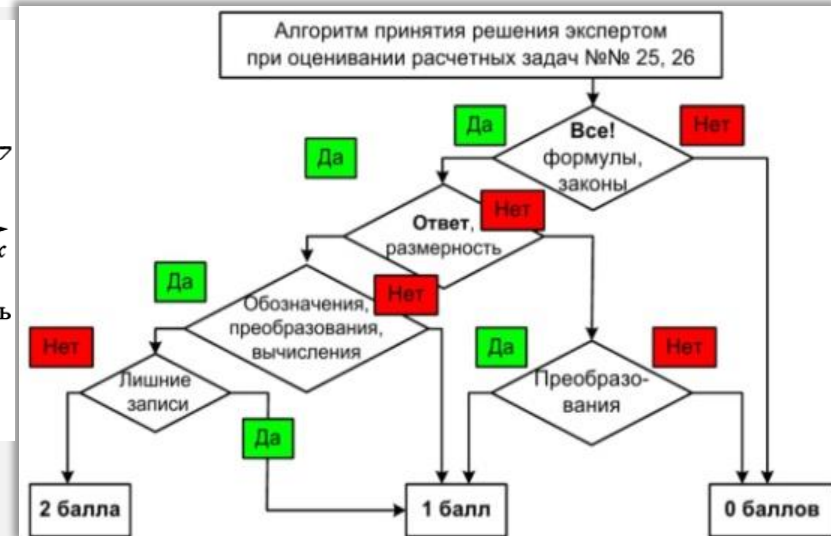 Алгоритм принятия решения экспертом
при оценивании расчетных задач №№ 25, 26
Да
Все!
формулы,
законы
Нет
Да
Ответ,
размерность
Нет
Да
Обозначения,
преобразования,
вычисления
Нет
Нет
Лишние
записи
Да
Да
Преобразо-
вания
Нет
2 балла
1 балл
0 баллов
х
ь